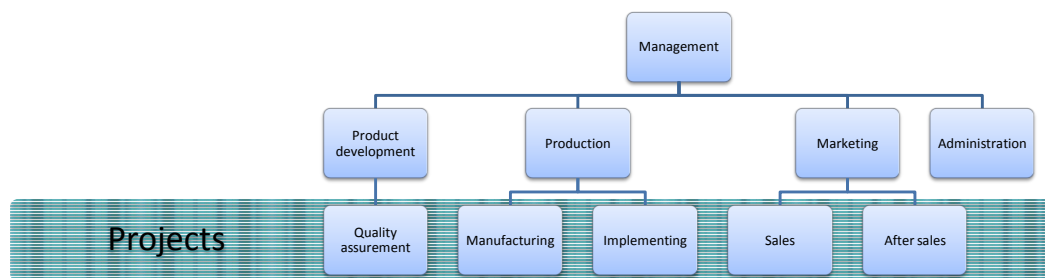 Management
Product
development
Production
Marketing
Administration
Projects
Quality
assurement
Manufacturing
Implementing
Sales
After sales